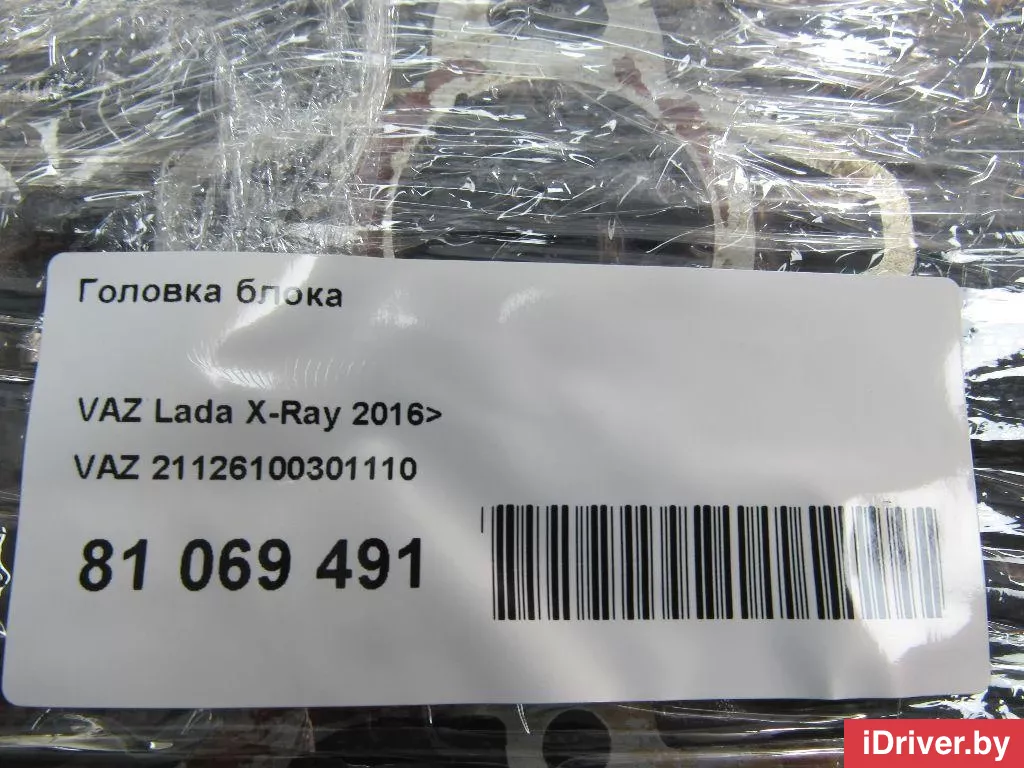 Головка блока
VAZ Lada X-Ray 2016>
VAZ 21126100301110
81 069 491
iDriver.by